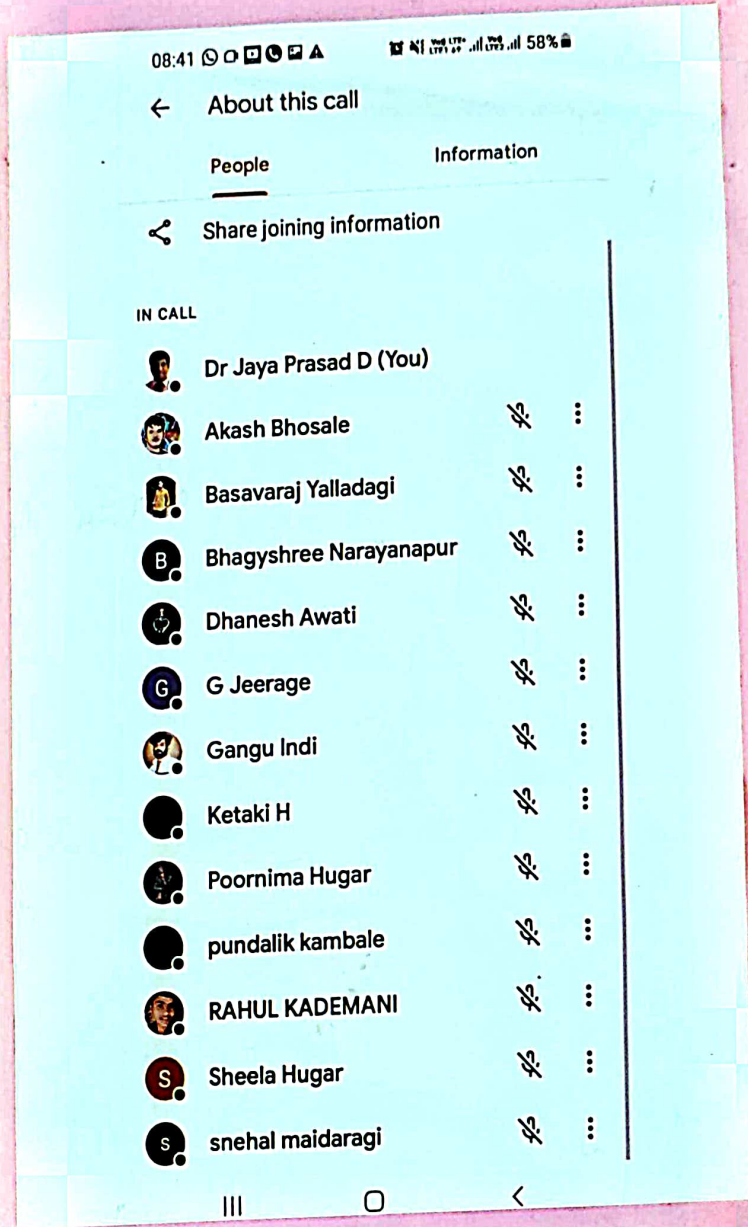 08:41 58%
About this call
People Information
Share joining information
IN CALL
Dr Jaya Prasad D (You)
Akash Bhosale
Basavaraj Yalladagi
B Bhagyshree Narayanapur
Dhanesh Awati
G G Jeerage
Gangu Indi
Ketaki H
Poornima Hugar
pundalik kambale
RAHUL KADEMANI
S Sheela Hugar
S snehal maidaragi